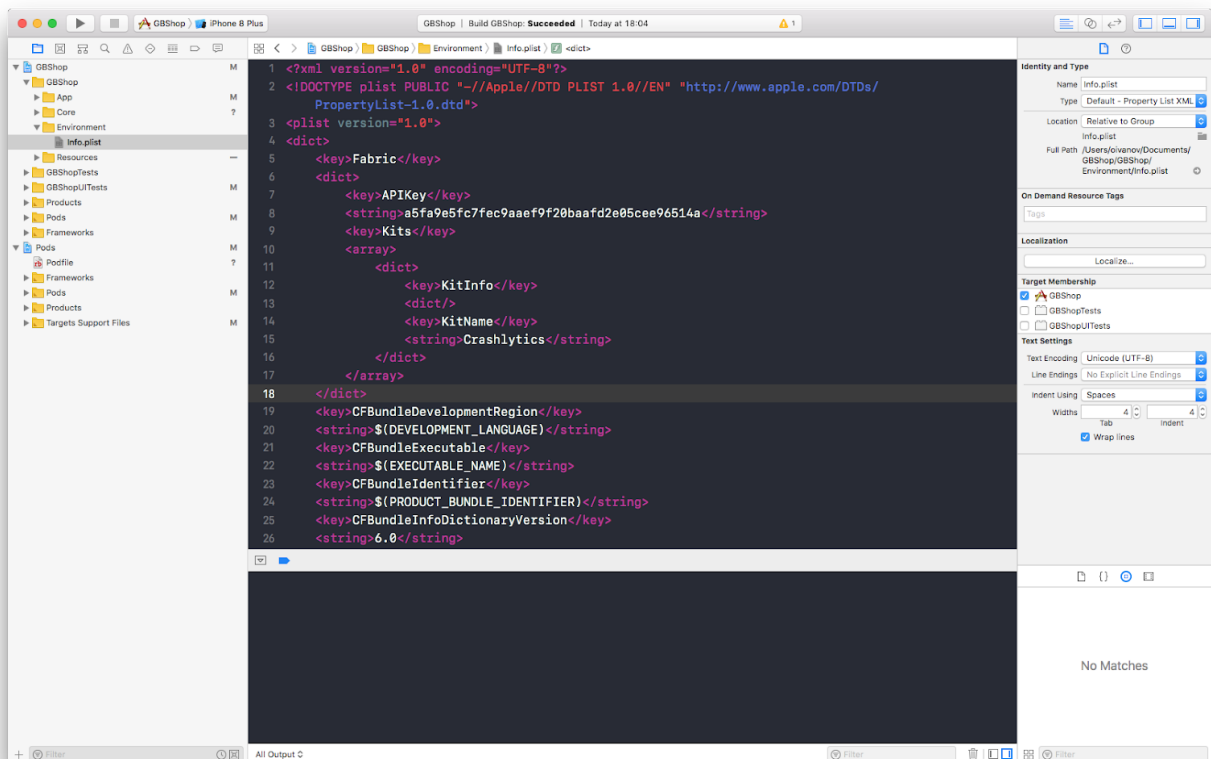 GBShop iPhone 8 Plus
GBShop | Build GBShop: Succeeded | Today at 18:04
1
GBShop M
GBShop
App M
Core ?
Environment
Info.plist
Resources
GBShopTests
GBShopUITests M
Products
Pods M
Frameworks
Pods M
Podfile ?
Frameworks
Pods M
Products
Targets Support Files M
Filter
GBShop GBShop Environment Info.plist <dict>
1 <?xml version="1.0" encoding="UTF-8"?>
2 <!DOCTYPE plist PUBLIC "-//Apple//DTD PLIST 1.0//EN" "http://www.apple.com/DTDs/
PropertyList-1.0.dtd">
3 <plist version="1.0">
4 <dict>
5 <key>Fabric</key>
6 <dict>
7 <key>APIKey</key>
8 <string>a5fa9e5fc7fec9aaef9f20baafd2e05cee96514a</string>
9 <key>Kits</key>
10 <array>
11 <dict>
12 <key>KitInfo</key>
13 <dict/>
14 <key>KitName</key>
15 <string>Crashlytics</string>
16 </dict>
17 </array>
18 </dict>
19 <key>CFBundleDevelopmentRegion</key>
20 <string>$(DEVELOPMENT_LANGUAGE)</string>
21 <key>CFBundleExecutable</key>
22 <string>$(EXECUTABLE_NAME)</string>
23 <key>CFBundleIdentifier</key>
24 <string>$(PRODUCT_BUNDLE_IDENTIFIER)</string>
25 <key>CFBundleInfoDictionaryVersion</key>
26 <string>6.0</string>
All Output
Filter
Identity and Type
Name Info.plist
Type Default - Property List XML
Location Relative to Group
Info.plist
Full Path /Users/oivanov/Documents/
GBShop/GBShop/
Environment/Info.plist
On Demand Resource Tags
Tags
Localization
Localize...
Target Membership
GBShop
GBShopTests
GBShopUITests
Text Settings
Text Encoding Unicode (UTF-8)
Line Endings No Explicit Line Endings
Indent Using Spaces
Widths 4 4
Tab Indent
Wrap lines
{}
No Matches
Filter